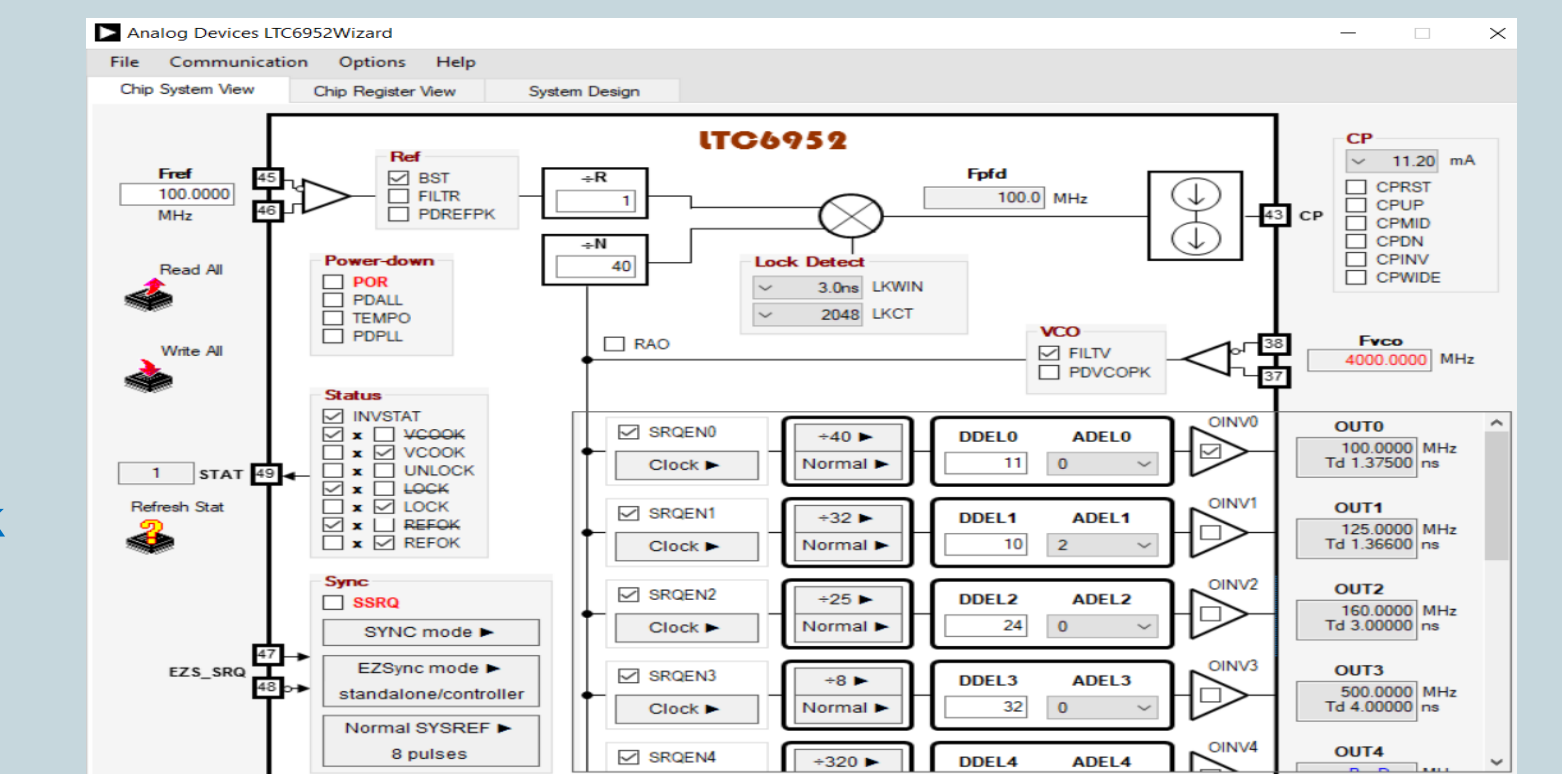 Analog Devices LTC6952Wizard
File Communication Options Help
Chip System View Chip Register View System Design
LTC6952
Fref
100.0000
MHz
45
46
Ref
BST
FILTR
PDREFPK
÷R
1
÷N
40
Fpfd
100.0 MHz
43 CP
CP
11.20 mA
CPRST
CPUP
CPMID
CPDN
CPINV
CPWIDE
Read All
Write All
Power-down
POR
PDALL
TEMPO
PDPLL
Lock Detect
3.0ns LKWIN
2048 LKCT
RAO
VCO
FILTV
PDVCOPK
38
37
Fvco
4000.0000 MHz
Status
INVSTAT
x VCOOK
x VCOOK
x UNLOCK
x LOCK
x LOCK
x REFOK
x REFOK
1 STAT 49
Refresh Stat
Sync
SSRQ
SYNC mode ►
EZSync mode ►
standalone/controller
Normal SYSREF ►
8 pulses
EZS_SRQ
47
48
SRQEN0
Clock ►
÷40 ►
Normal ►
DDEL0 ADEL0
11 0
OINV0
OUT0
100.0000 MHz
Td 1.37500 ns
SRQEN1
Clock ►
÷32 ►
Normal ►
DDEL1 ADEL1
10 2
OINV1
OUT1
125.0000 MHz
Td 1.36600 ns
SRQEN2
Clock ►
÷25 ►
Normal ►
DDEL2 ADEL2
24 0
OINV2
OUT2
160.0000 MHz
Td 3.00000 ns
SRQEN3
Clock ►
÷8 ►
Normal ►
DDEL3 ADEL3
32 0
OINV3
OUT3
500.0000 MHz
Td 4.00000 ns
SRQEN4
÷320 ►
DDEL4 ADEL4
OINV4
OUT4